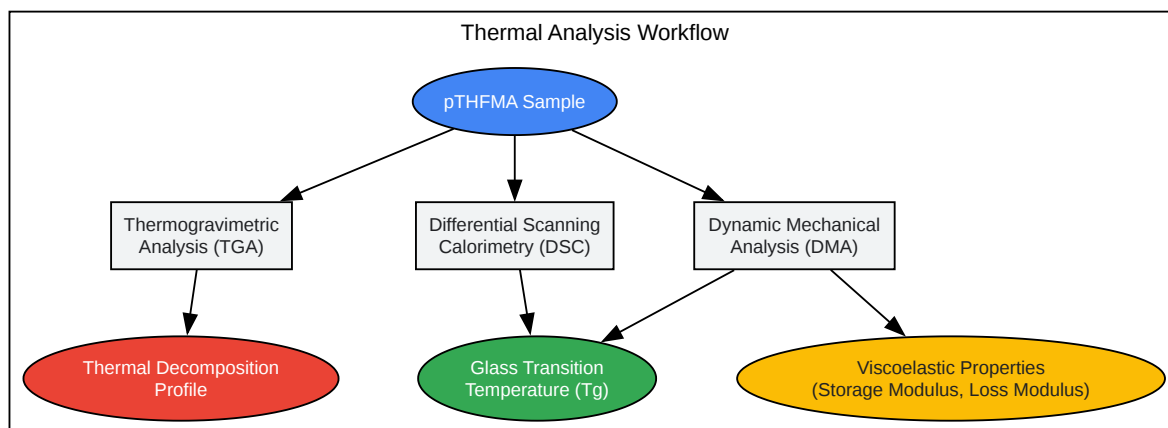 Thermal Analysis Workflow
pTHFMA Sample
Thermogravimetric
Analysis (TGA)
Differential Scanning
Calorimetry (DSC)
Dynamic Mechanical
Analysis (DMA)
Thermal Decomposition
Profile
Glass Transition
Temperature (Tg)
Viscoelastic Properties
(Storage Modulus, Loss Modulus)